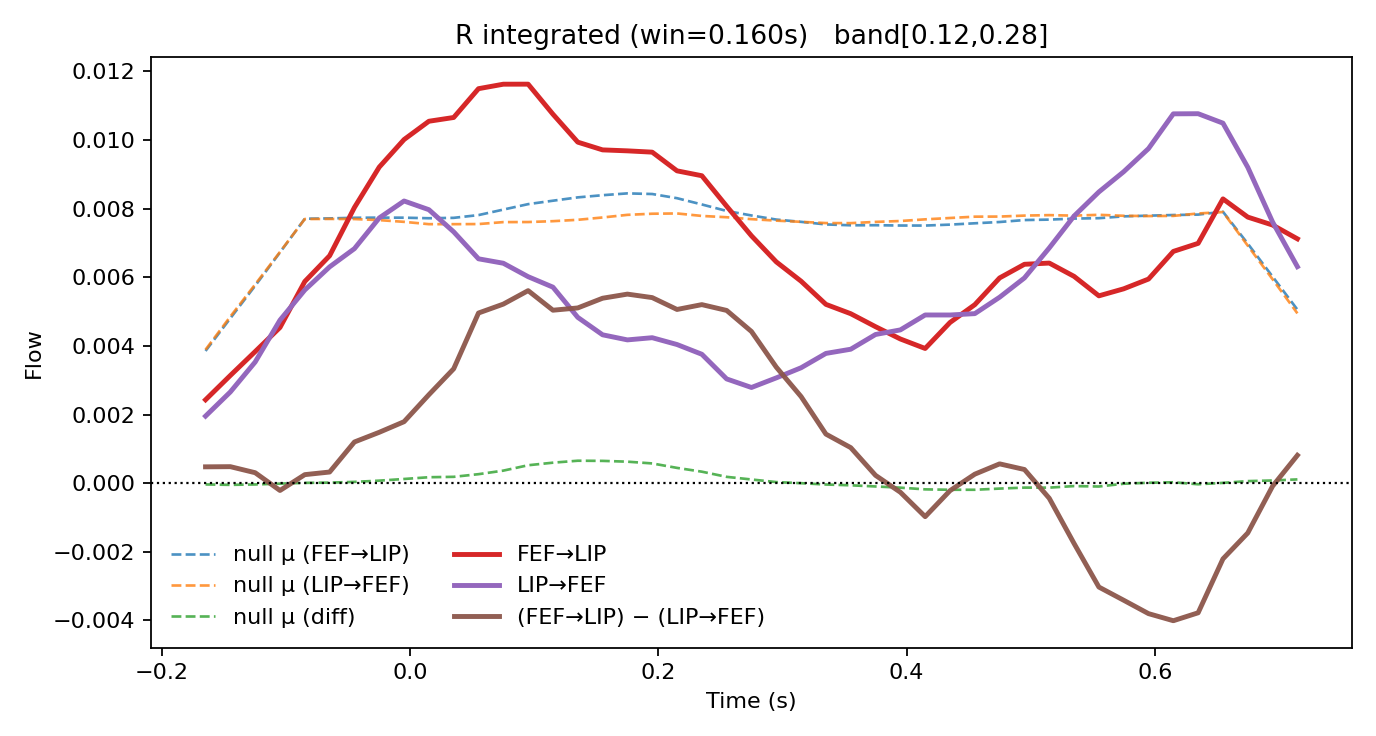 R integrated (win=0.160s)   band[0.12,0.28]
0.012
0.010
0.008
0.006
0.004
0.002
0.000
−0.002
−0.004
Flow
null μ (FEF→LIP)
null μ (LIP→FEF)
null μ (diff)
FEF→LIP
LIP→FEF
(FEF→LIP) − (LIP→FEF)
−0.2
0.0
0.2
0.4
0.6
Time (s)